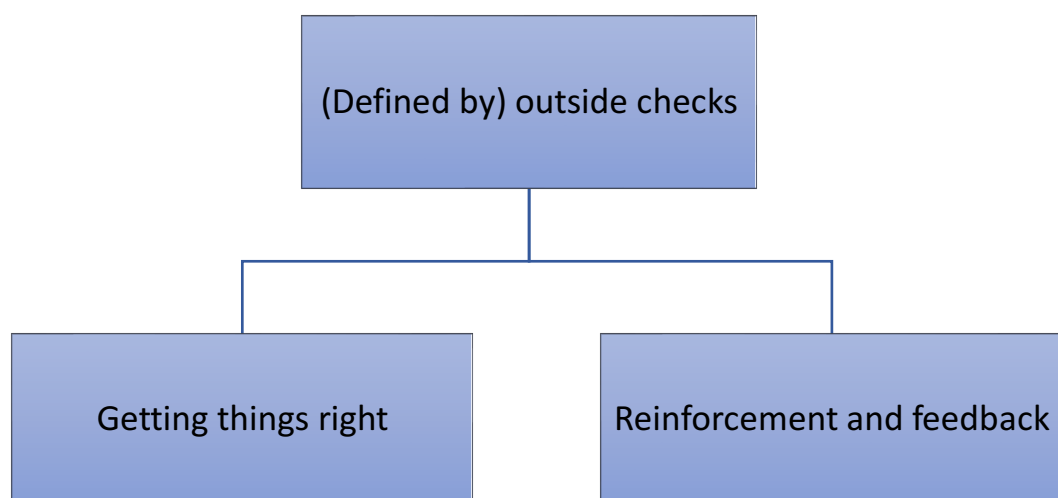 (Defined by) outside checks
Getting things right
Reinforcement and feedback